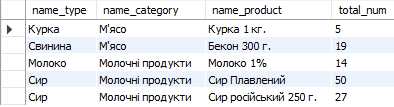 name_type name_category name_product total_num
Курка М'ясо Курка 1 кг. 5
Свинина М'ясо Бекон 300 г. 19
Молоко Молочні продукти Молоко 1% 14
Сир Молочні продукти Сир Плавлений 50
Сир Молочні продукти Сир російський 250 г. 27